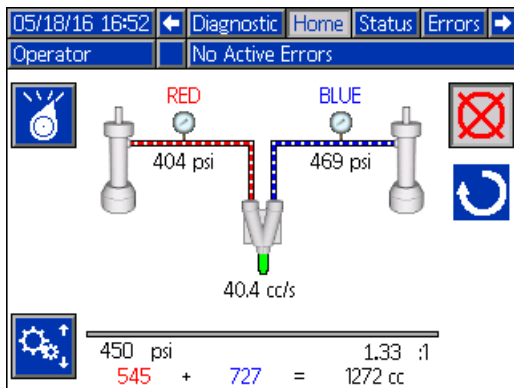 05/18/16 16:52 Diagnostic Home Status Errors
Operator No Active Errors
RED BLUE
404 psi 469 psi
40.4 cc/s
450 psi 1.33 :1
545 + 727 = 1272 cc